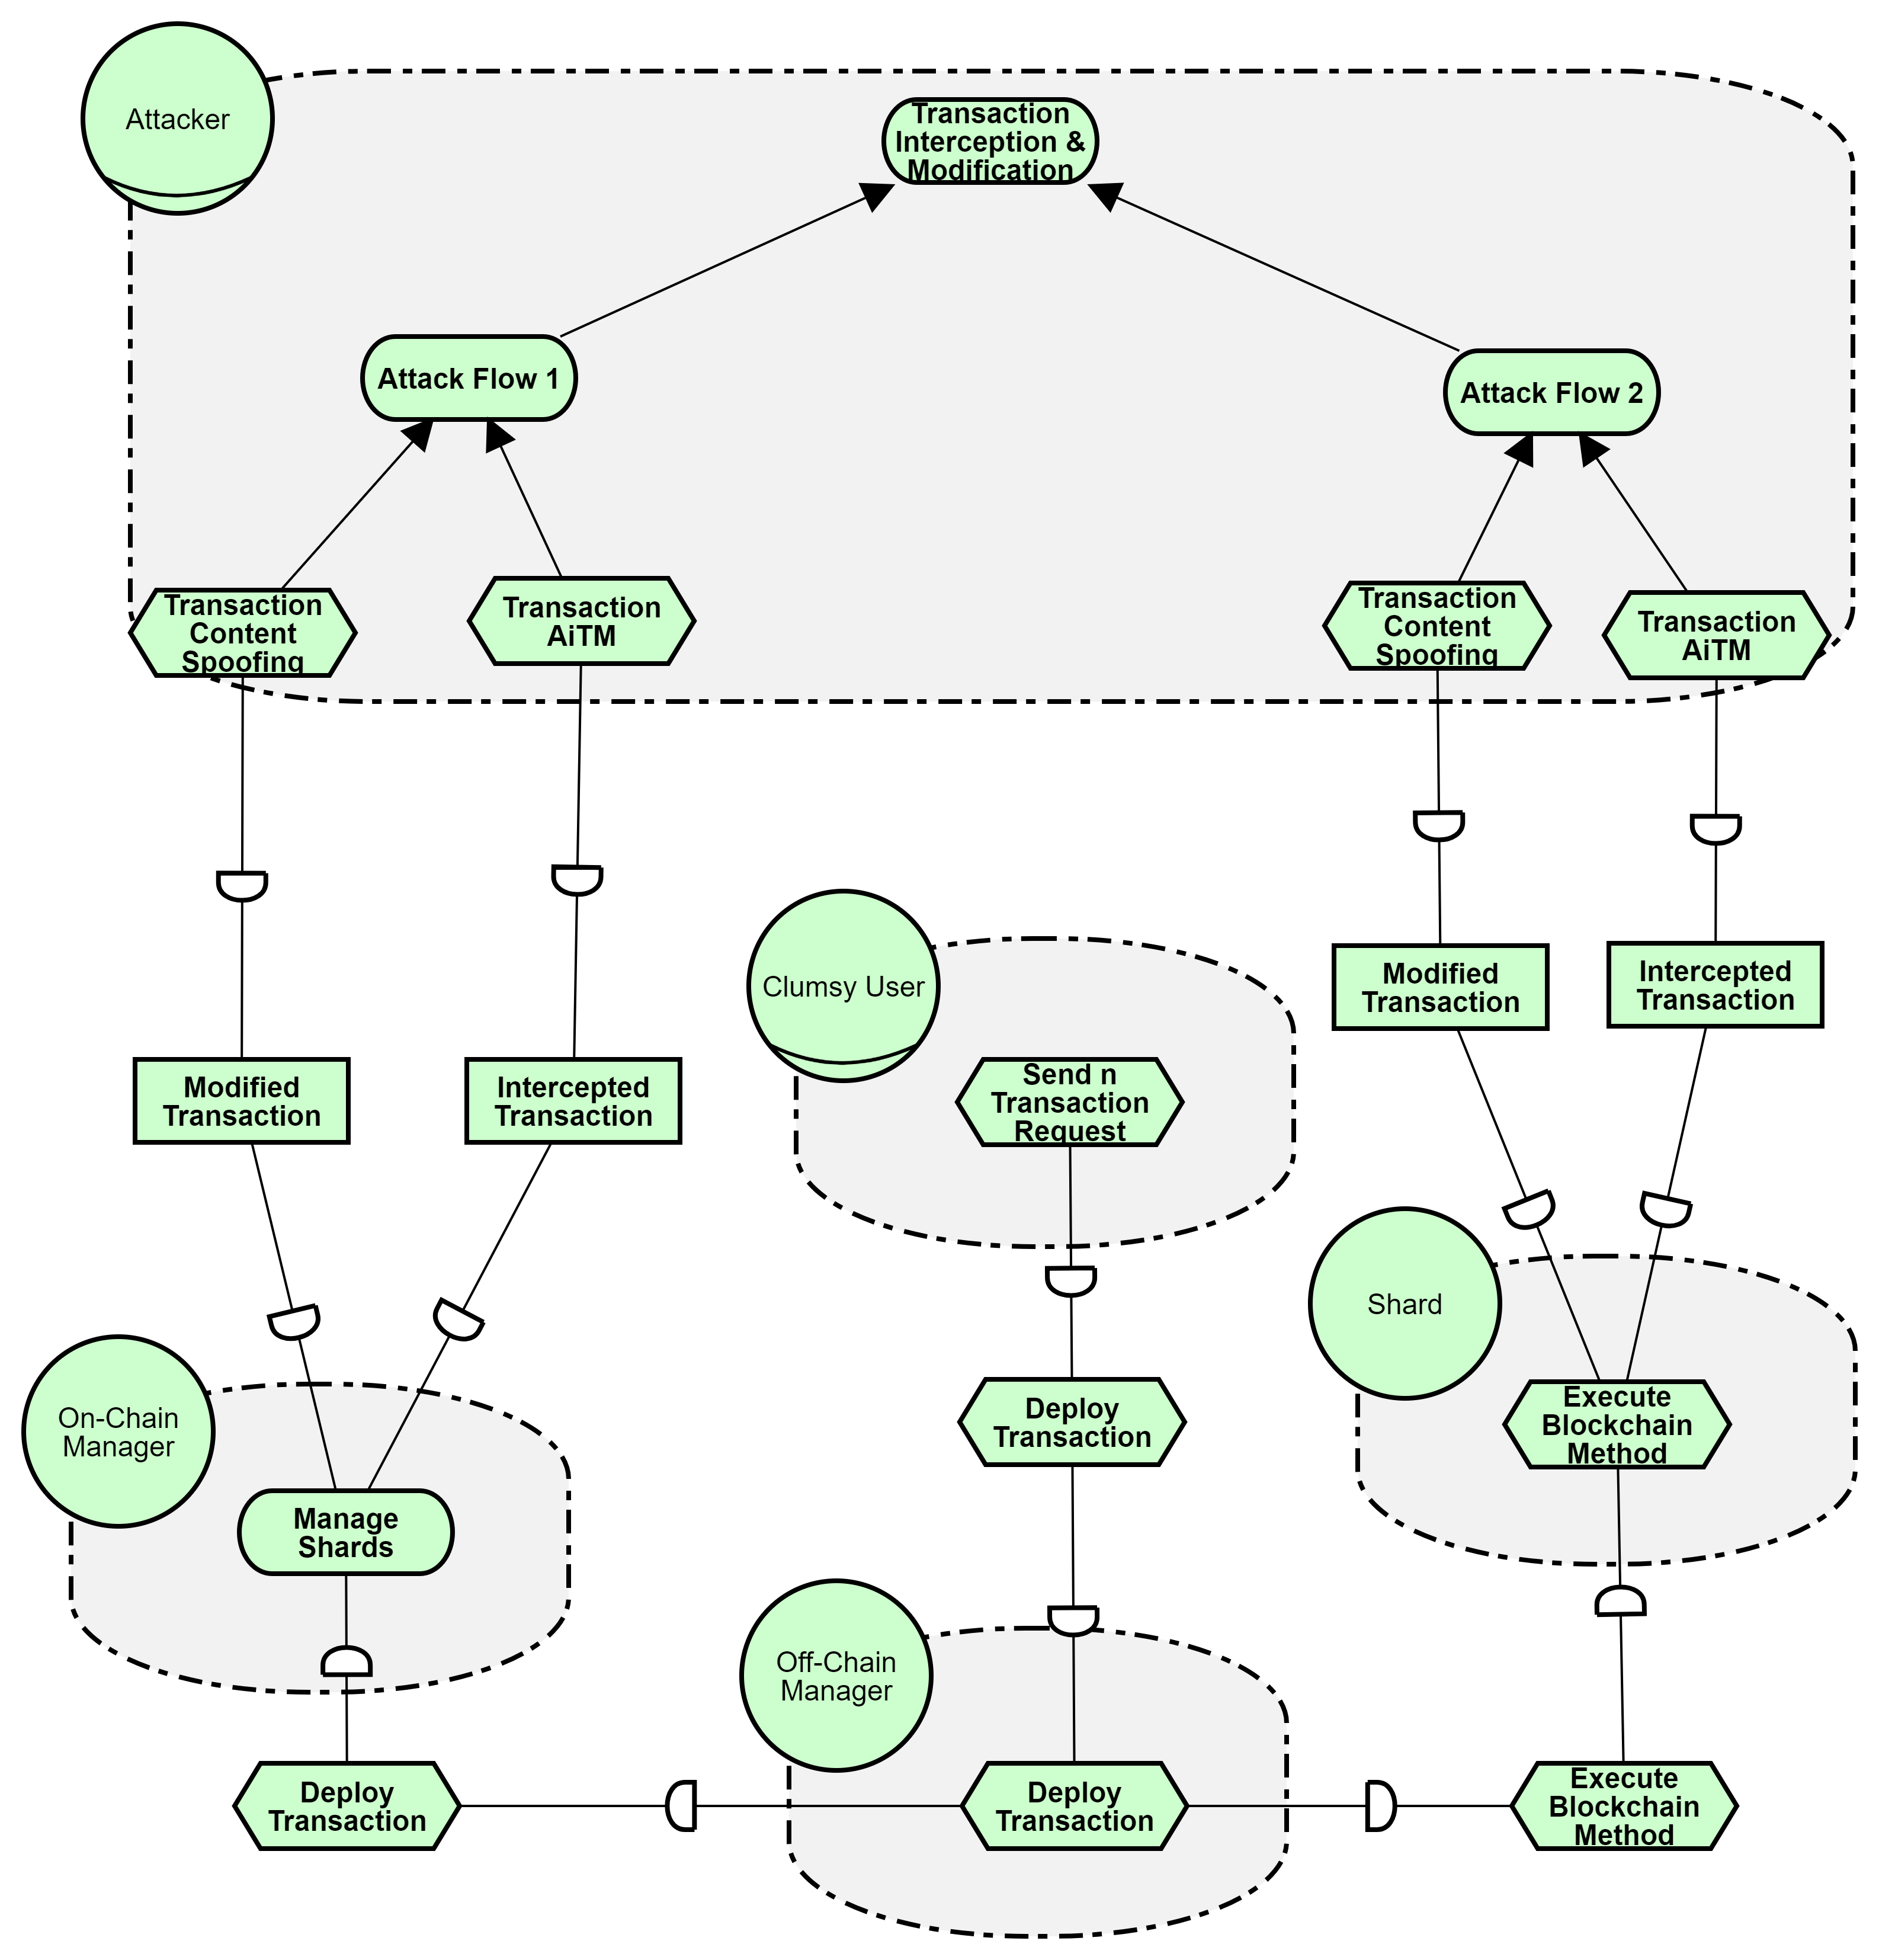 Attacker
Transaction
Interception &
Modification
Attack Flow 1
Attack Flow 2
Transaction
Content
Spoofing
Transaction
AiTM
Transaction
Content
Spoofing
Transaction
AiTM
Clumsy User
Modified
Transaction
Intercepted
Transaction
Modified
Transaction
Intercepted
Transaction
Send n
Transaction
Request
Shard
On-Chain
Manager
Deploy
Transaction
Execute
Blockchain
Method
Manage
Shards
Off-Chain
Manager
Deploy
Transaction
Deploy
Transaction
Execute
Blockchain
Method